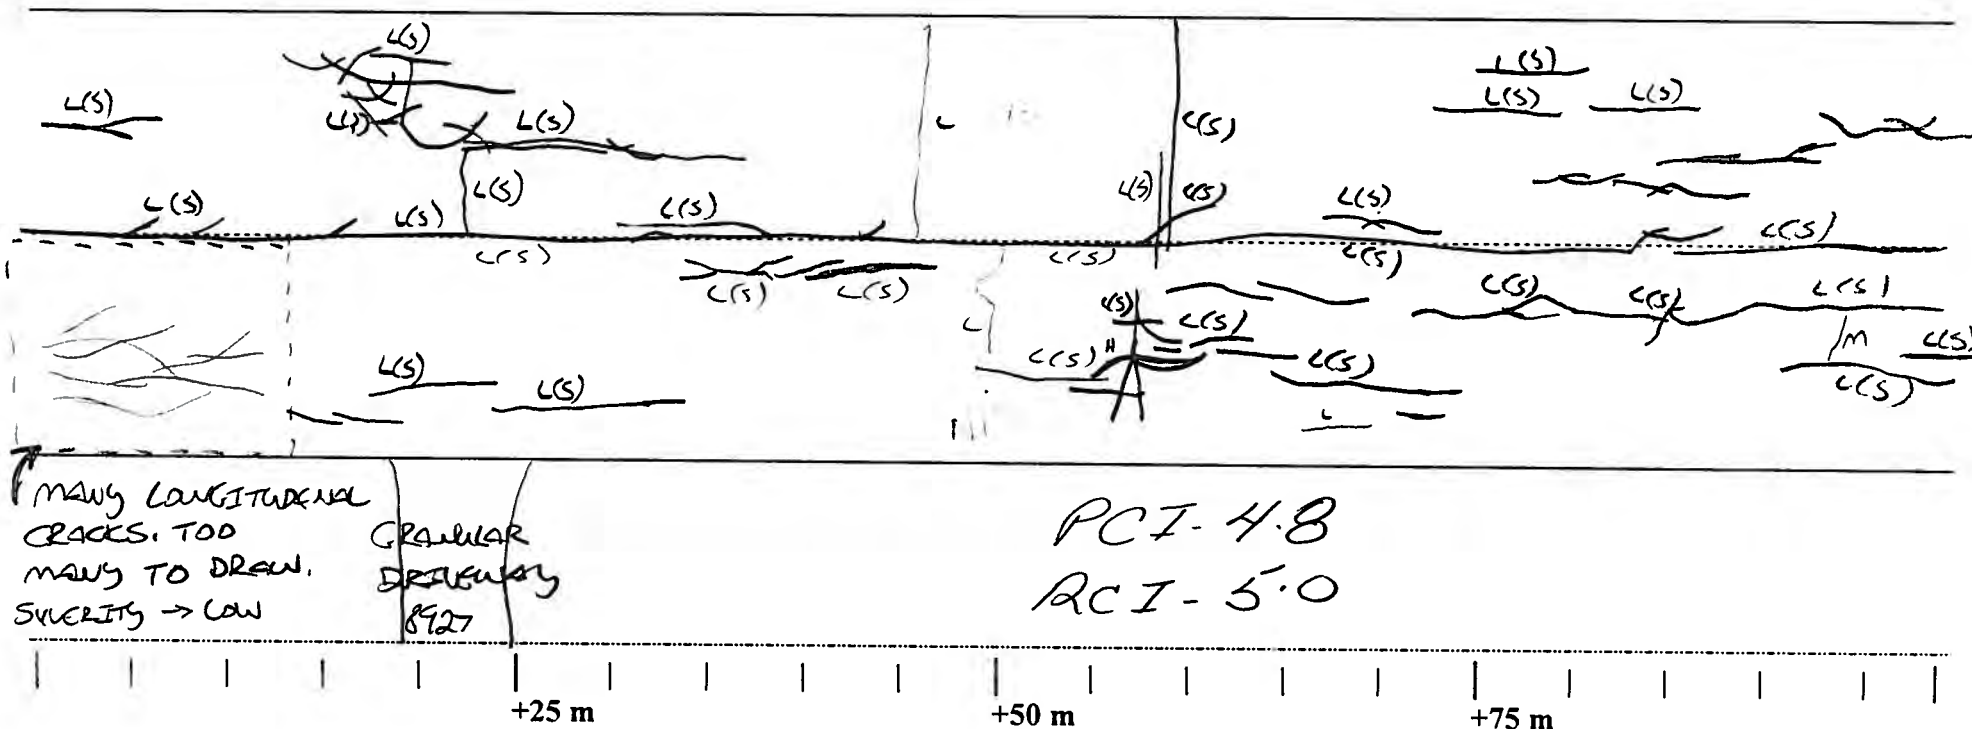 L(S)
L(S) L(S) L(S)
L(S) L(S)
L(S) L(S) L L(S)
L(S) L(S) L(S)
L(S) L(S) L(S) L(S) L(S) L(S)
L(S) L(S) L(S) L(S)
L(S) L(S)
L(S) L(S) L(S) L(S)
L L(S)
L(S) H M L(S)
L(S) L(S) L(S)
L(S) L
MANY LONGITUDENAL
CRACKS. TOO
MANY TO DRAW.
SEVERITY → LOW
GRANULAR
DRIVEWAY
8927
PCI - 4.8
RCI - 5.0
+25 m +50 m +75 m